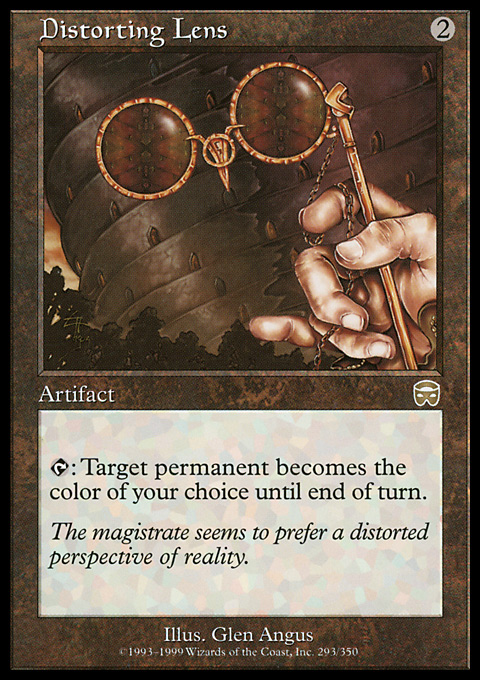 Distorting Lens 2
Artifact
: Target permanent becomes the
color of your choice until end of turn.
The magistrate seems to prefer a distorted
perspective of reality.
Illus. Glen Angus
©1993–1999 Wizards of the Coast, Inc. 293/350